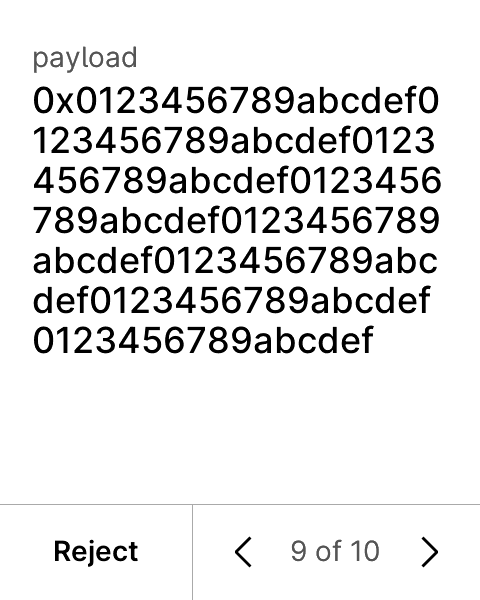 payload
0x0123456789abcdef0
123456789abcdef0123
456789abcdef0123456
789abcdef0123456789
abcdef0123456789abc
def0123456789abcdef
0123456789abcdef
Reject
9 of 10